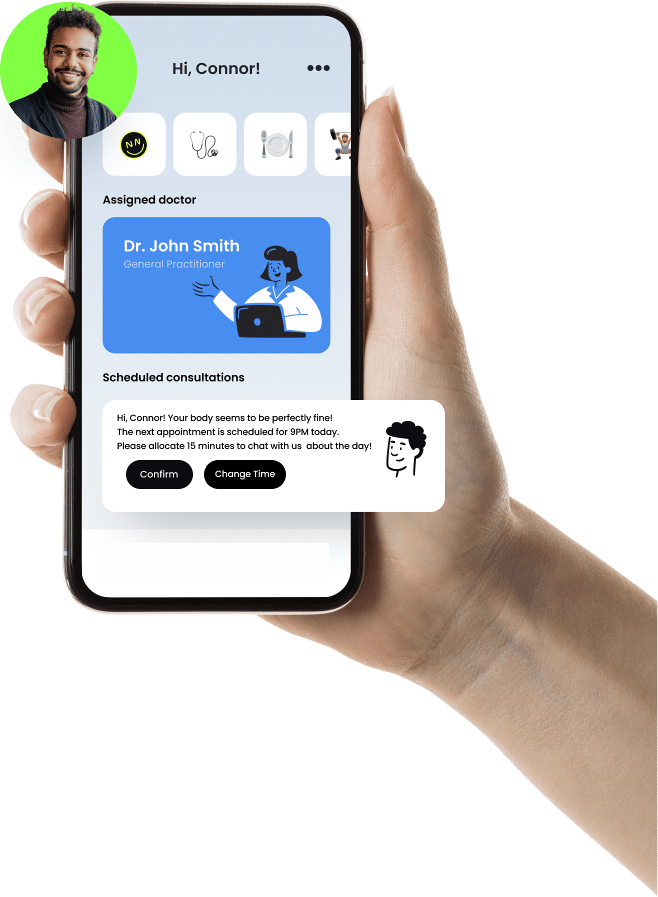 Hi, Connor!
NN
Assigned doctor
Dr. John Smith
General Practitioner
Scheduled consultations
Hi, Connor! Your body seems to be perfectly fine!
The next appointment is scheduled for 9PM today.
Please allocate 15 minutes to chat with us about the day!
Confirm
Change Time